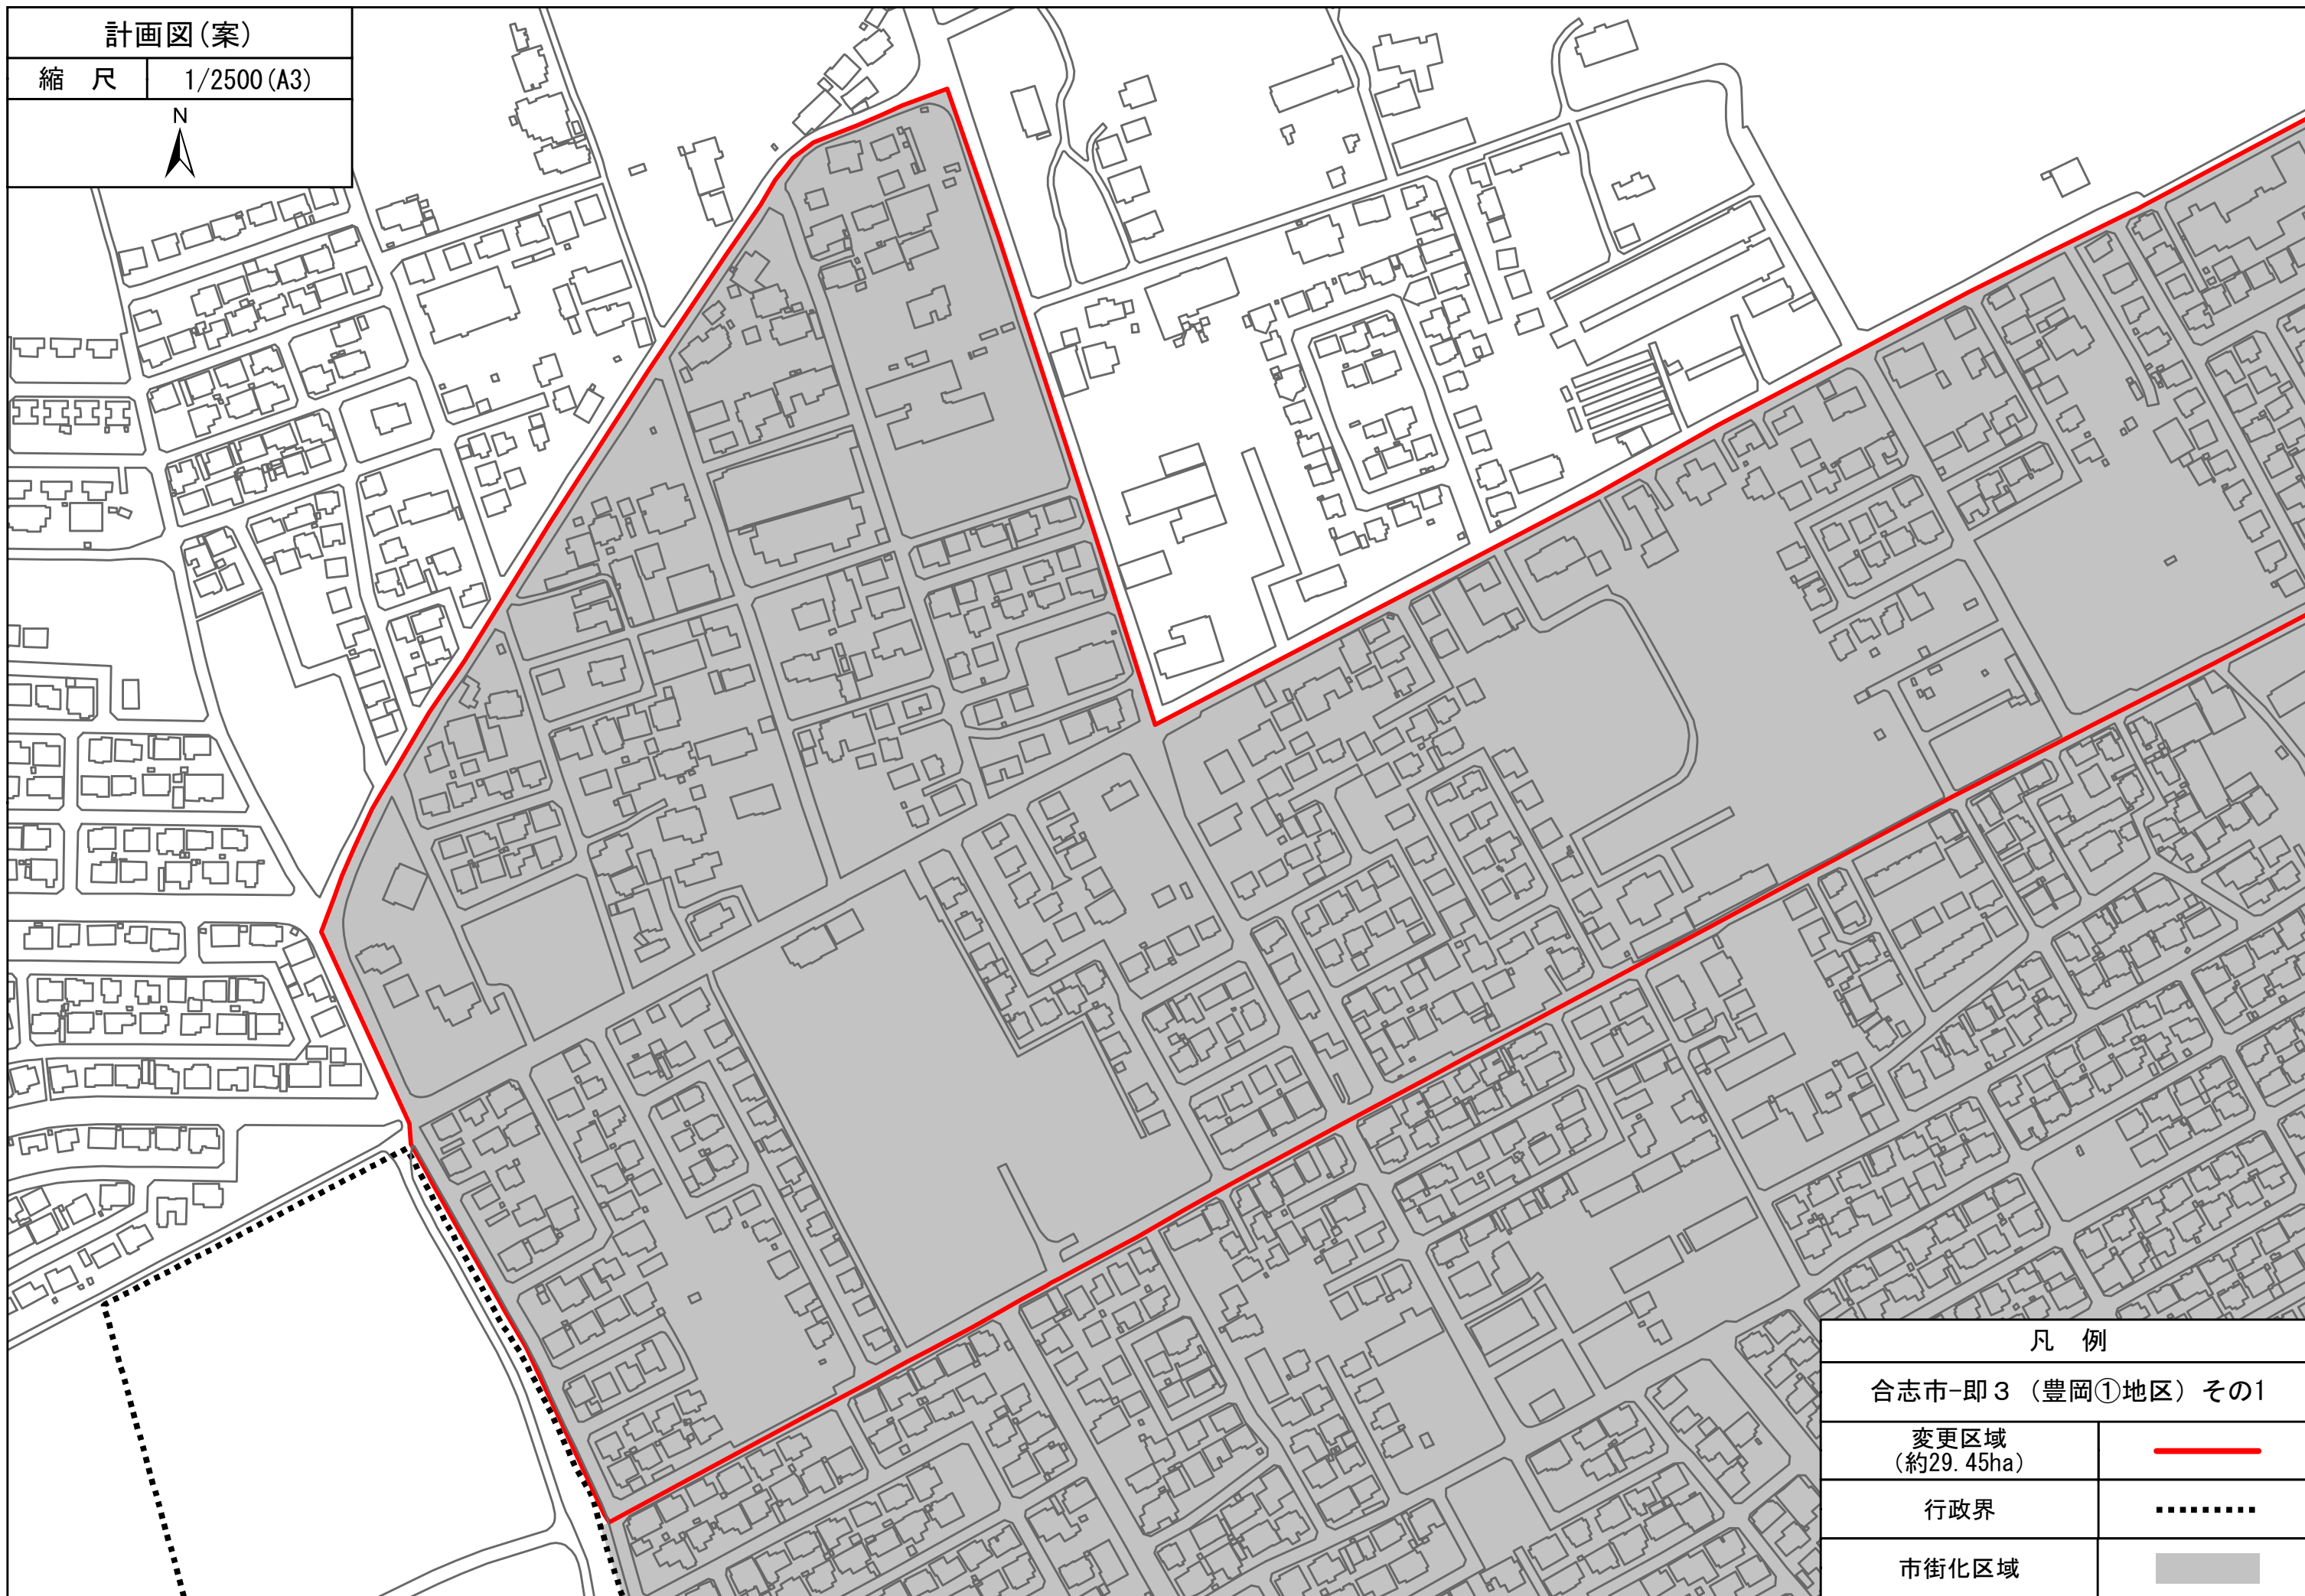 計画図(案)
縮 尺 1/2500(A3)
N
凡 例
合志市-即３（豊岡①地区）その1
変更区域
(約29.45ha)
行政界
市街化区域